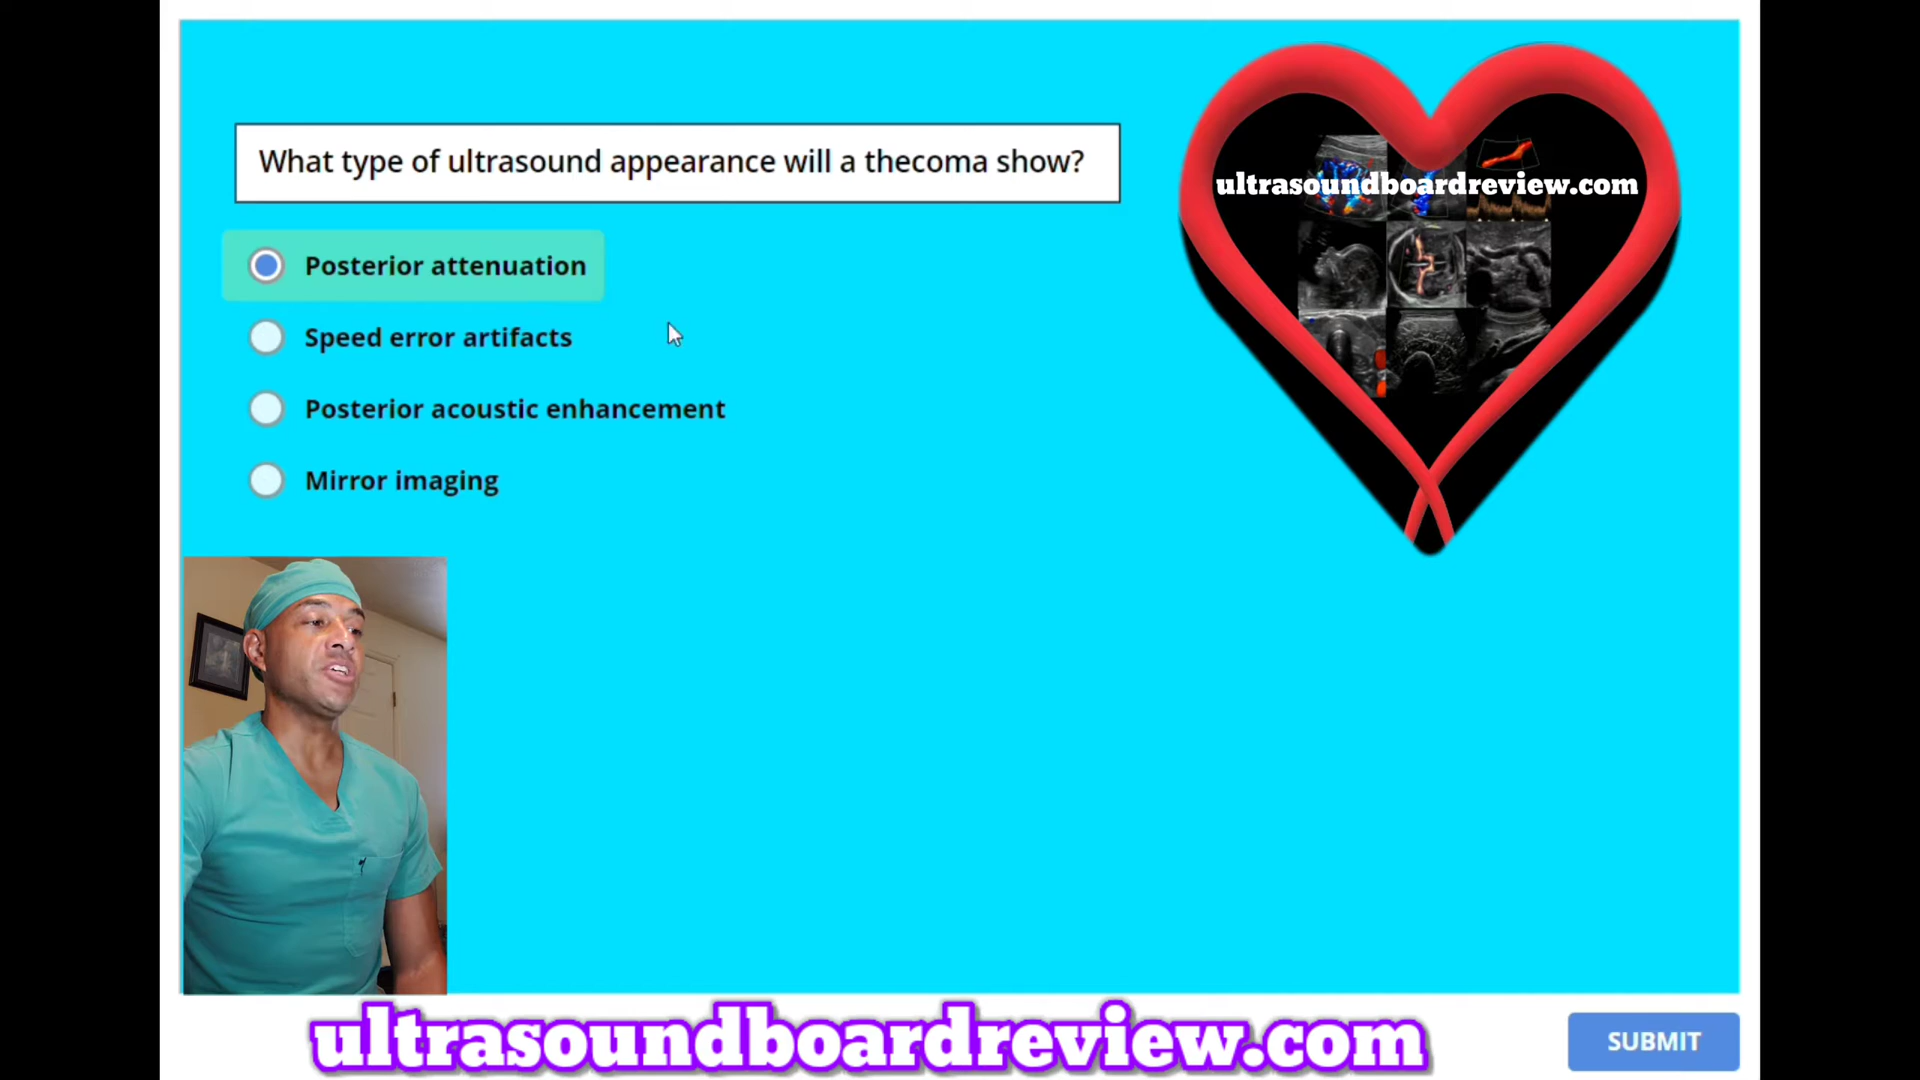 What type of ultrasound appearance will a thecoma show?
ultrasoundboardreview.com
Posterior attenuation
Speed error artifacts
Posterior acoustic enhancement
Mirror imaging
ultrasoundboardreview.com
SUBMIT